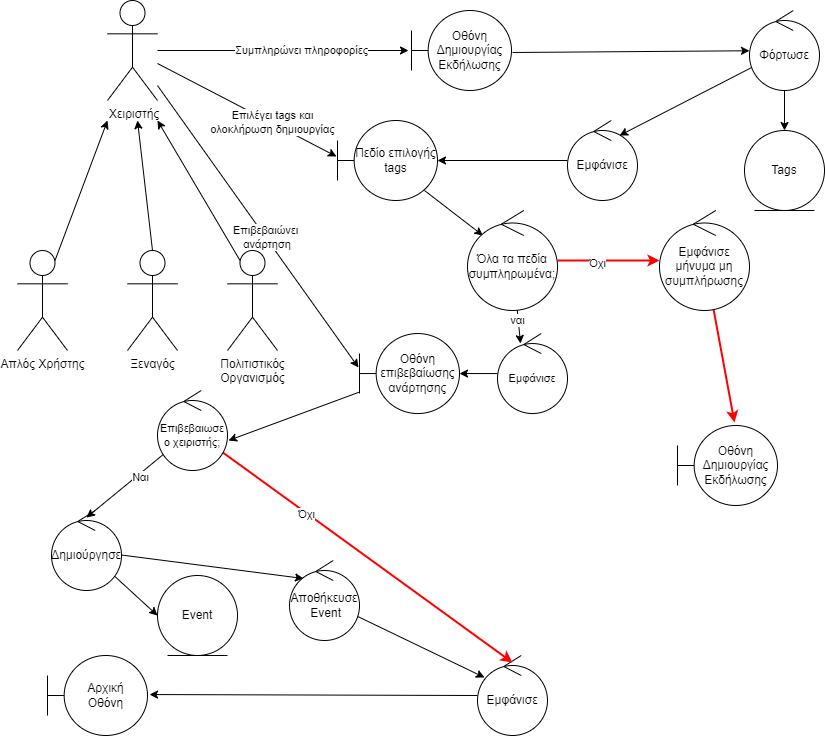 Χειριστής
Συμπληρώνει πληροφορίες
Οθόνη
Δημιουργίας
Εκδήλωσης
Φόρτωσε
Επιλέγει tags και
ολοκλήρωση δημιουργίας
Πεδίο επιλογής
tags
Εμφάνισε
Tags
Επιβεβαιώνει
ανάρτηση
Όλα τα πεδία
συμπληρωμένα;
Όχι
Εμφάνισε
μήνυμα μη
συμπλήρωσης
ναι
Απλός Χρήστης
Ξεναγός
Πολιτιστικός
Οργανισμός
Οθόνη
επιβεβαίωσης
ανάρτησης
Εμφάνισε
Επιβεβαιωσε
ο χειριστής;
Οθόνη
Δημιουργίας
Εκδήλωσης
Ναι
Όχι
Δημιούργησε
Event
Αποθήκευσε
Event
Αρχική
Οθόνη
Εμφάνισε